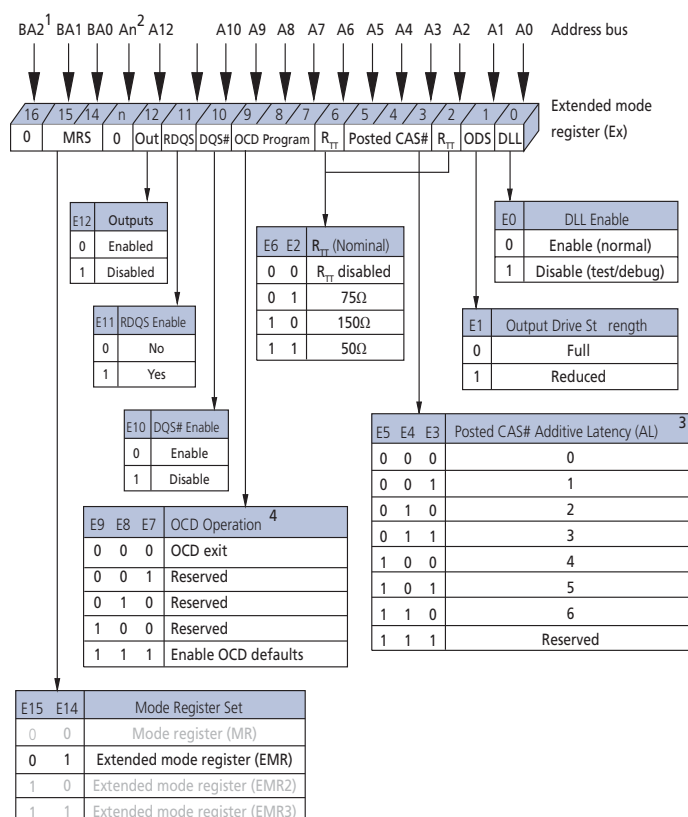 BA2 1 BA1 BA0 An 2 A12 A10 A9 A8 A7 A6 A5 A4 A3 A2 A1 A0 Address bus
16 15 14 n 12 11 10 9 8 7 6 5 4 3 2 1 0
0 MRS 0 Out RDQS DQS# OCD Program RTT Posted CAS# RTT ODS DLL
Extended mode
register (Ex)
E12 Outputs
0 Enabled
1 Disabled
E11 RDQS Enable
0 No
1 Yes
E10 DQS# Enable
0 Enable
1 Disable
E6 E2 RTT (Nominal)
0 0 RTT disabled
0 1 75Ω
1 0 150Ω
1 1 50Ω
E0 DLL Enable
0 Enable (normal)
1 Disable (test/debug)
E1 Output Drive St rength
0 Full
1 Reduced
E5 E4 E3 Posted CAS# Additive Latency (AL) 3
0 0 0 0
0 0 1 1
0 1 0 2
0 1 1 3
1 0 0 4
1 0 1 5
1 1 0 6
1 1 1 Reserved
E9 E8 E7 OCD Operation 4
0 0 0 OCD exit
0 0 1 Reserved
0 1 0 Reserved
1 0 0 Reserved
1 1 1 Enable OCD defaults
E15 E14 Mode Register Set
0 0 Mode register (MR)
0 1 Extended mode register (EMR)
1 0 Extended mode register (EMR2)
1 1 Extended mode register (EMR3)